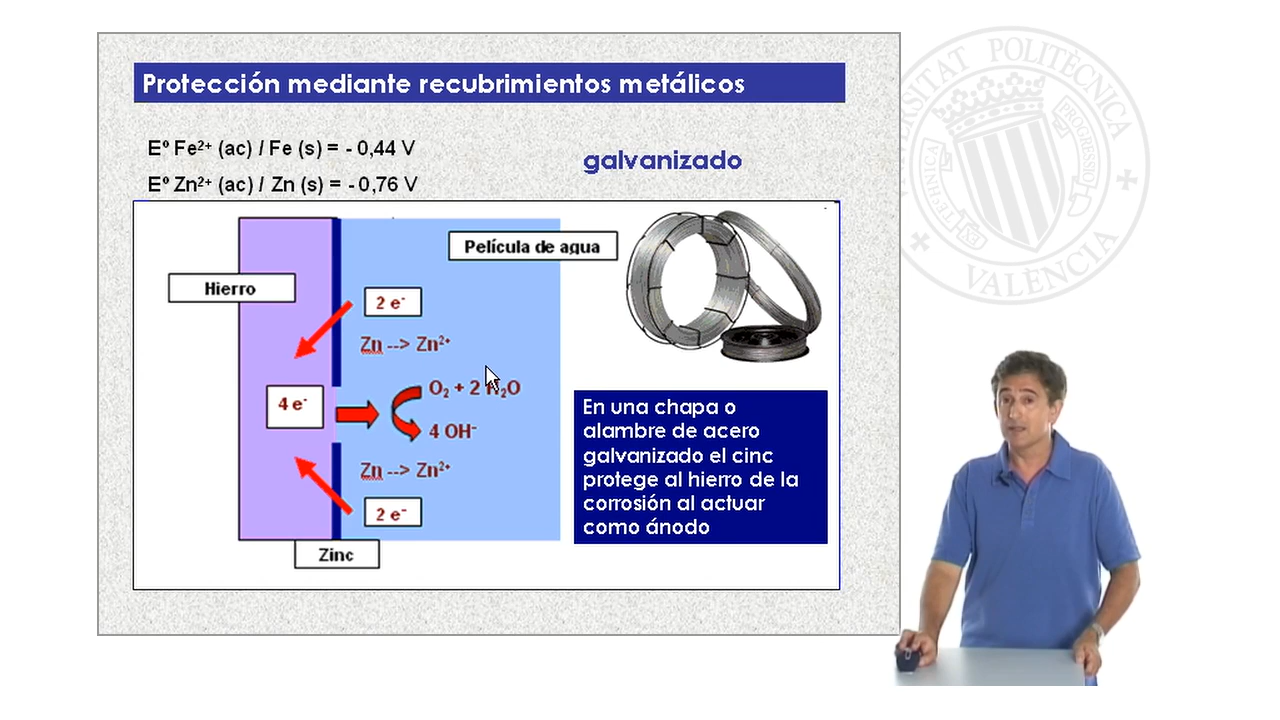 Protección mediante recubrimientos metálicos
Eº Fe²⁺ (ac) / Fe (s) = - 0,44 V
Eº Zn²⁺ (ac) / Zn (s) = - 0,76 V
galvanizado
Película de agua
Hierro
2 e⁻
Zn --> Zn²⁺
O₂ + 2 H₂O
4 e⁻
4 OH⁻
Zn --> Zn²⁺
2 e⁻
Zinc
En una chapa o
alambre de acero
galvanizado el cinc
protege al hierro de la
corrosión al actuar
como ánodo
POLITÈCNICA
VALÈNCIA